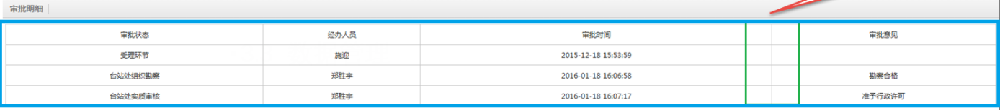 审批明细
审批状态 经办人员 审批时间 审批意见
受理环节 施迎 2015-12-18 15:53:59
台站处组织勘察 郑胜宇 2016-01-18 16:06:58 勘察合格
台站处实质审核 郑胜宇 2016-01-18 16:07:17 准予行政许可